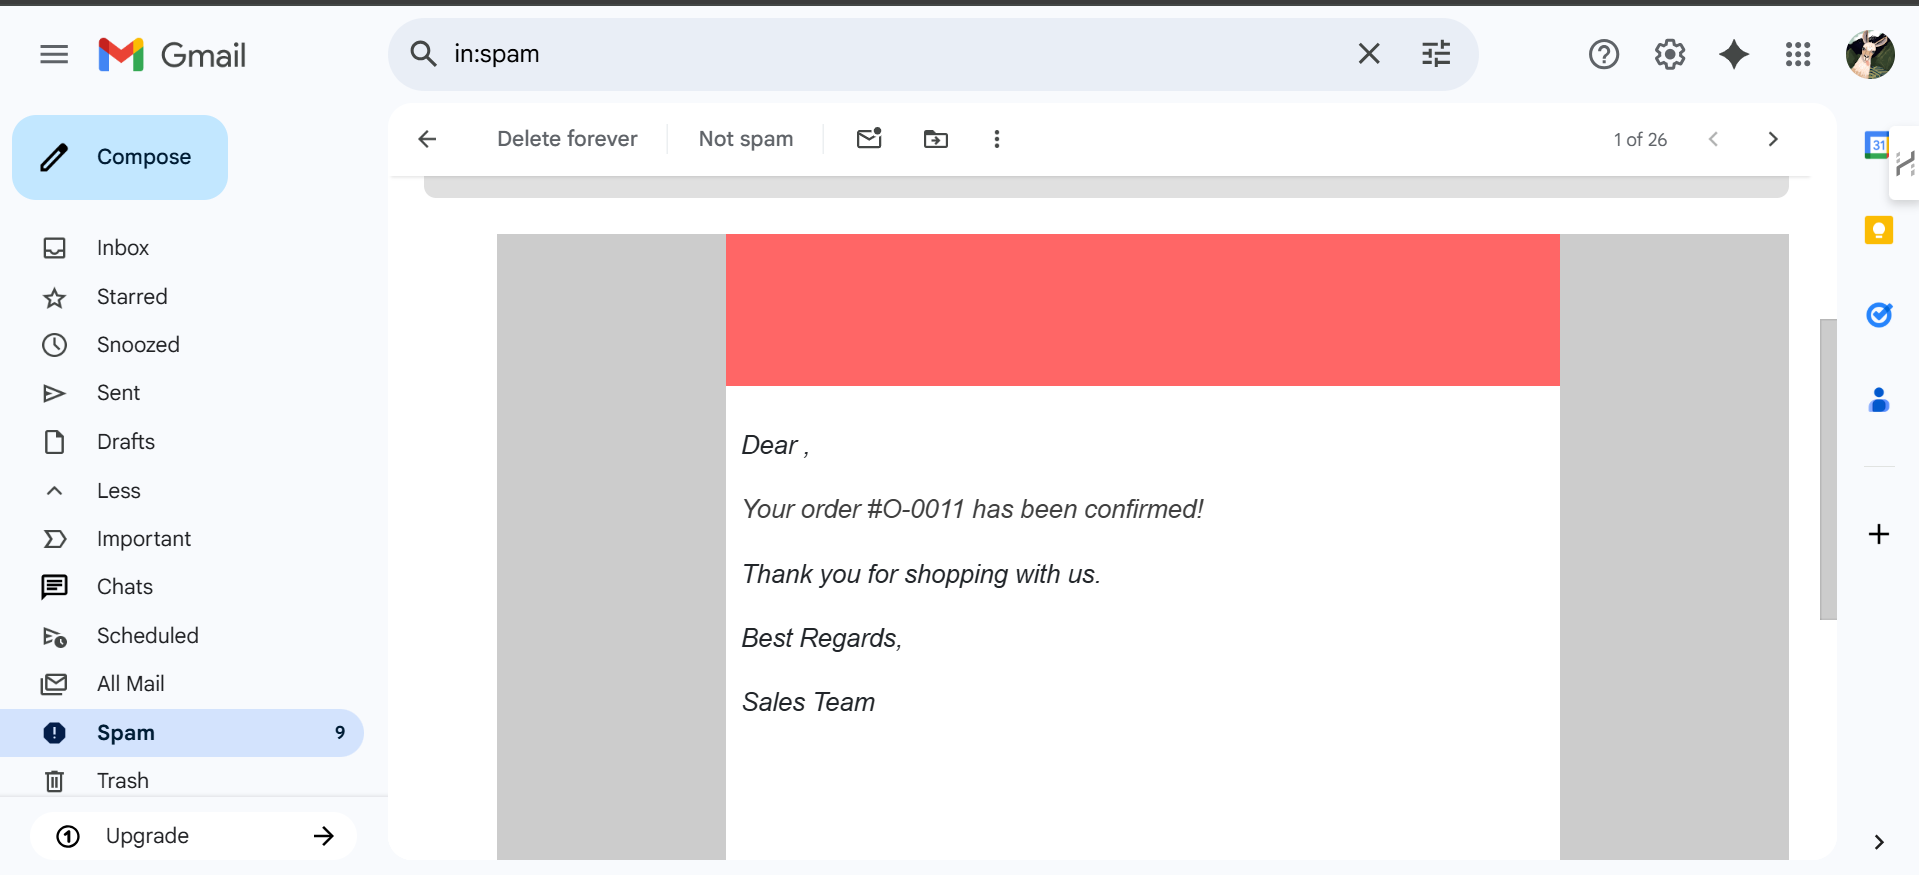 Gmail
in:spam
Compose
Delete forever
Not spam
1 of 26
31
Inbox
Starred
Snoozed
Sent
Drafts
Less
Important
Chats
Scheduled
All Mail
Spam 9
Trash
1 Upgrade
Dear ,
Your order #O-0011 has been confirmed!
Thank you for shopping with us.
Best Regards,
Sales Team